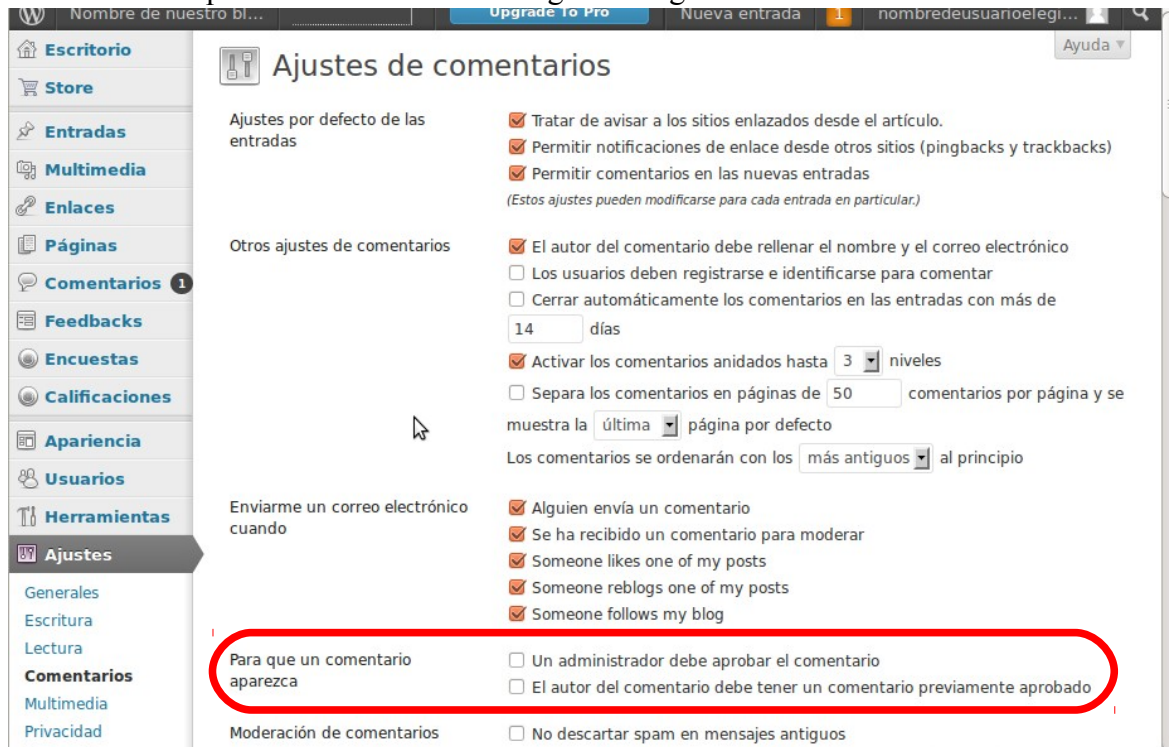 Nombre de nuestro bl...
Upgrade To Pro
Nueva entrada
1
nombredeusuarioelegi...
Escritorio
Store
Entradas
Multimedia
Enlaces
Páginas
Comentarios 1
Feedbacks
Encuestas
Calificaciones
Apariencia
Usuarios
Herramientas
Ajustes
Generales
Escritura
Lectura
Comentarios
Multimedia
Privacidad
Ayuda
Ajustes de comentarios
Ajustes por defecto de las
entradas
Tratar de avisar a los sitios enlazados desde el artículo.
Permitir notificaciones de enlace desde otros sitios (pingbacks y trackbacks)
Permitir comentarios en las nuevas entradas
(Estos ajustes pueden modificarse para cada entrada en particular.)
Otros ajustes de comentarios
El autor del comentario debe rellenar el nombre y el correo electrónico
Los usuarios deben registrarse e identificarse para comentar
Cerrar automáticamente los comentarios en las entradas con más de
14 días
Activar los comentarios anidados hasta 3 niveles
Separa los comentarios en páginas de 50 comentarios por página y se
muestra la última página por defecto
Los comentarios se ordenarán con los más antiguos al principio
Enviarme un correo electrónico
cuando
Alguien envía un comentario
Se ha recibido un comentario para moderar
Someone likes one of my posts
Someone reblogs one of my posts
Someone follows my blog
Para que un comentario
aparezca
Un administrador debe aprobar el comentario
El autor del comentario debe tener un comentario previamente aprobado
Moderación de comentarios
No descartar spam en mensajes antiguos